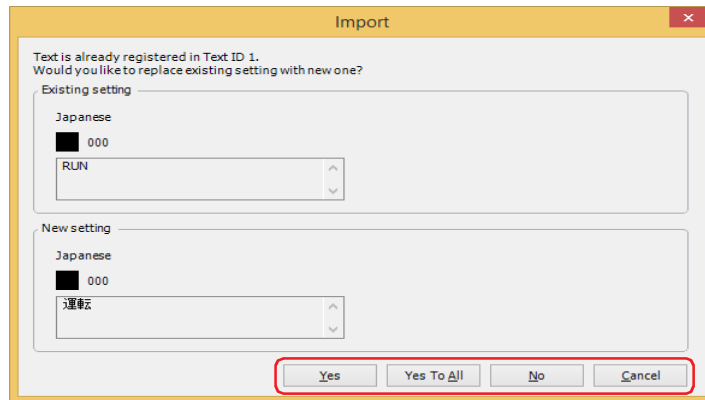 Import
Text is already registered in Text ID 1.
Would you like to replace existing setting with new one?
Existing setting
Japanese
000
RUN
New setting
Japanese
000
運転
Yes Yes To All No Cancel